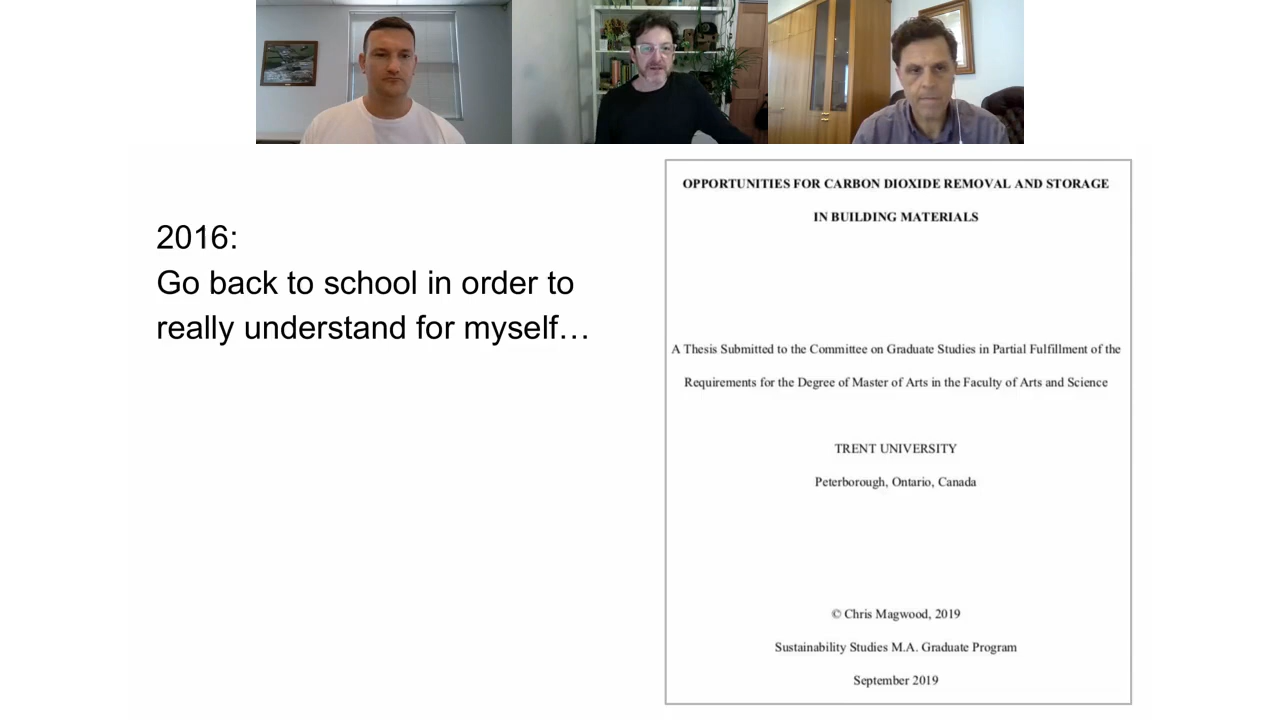 2016:
Go back to school in order to
really understand for myself…
OPPORTUNITIES FOR CARBON DIOXIDE REMOVAL AND STORAGE
IN BUILDING MATERIALS
A Thesis Submitted to the Committee on Graduate Studies in Partial Fulfillment of the
Requirements for the Degree of Master of Arts in the Faculty of Arts and Science
TRENT UNIVERSITY
Peterborough, Ontario, Canada
© Chris Magwood, 2019
Sustainability Studies M.A. Graduate Program
September 2019